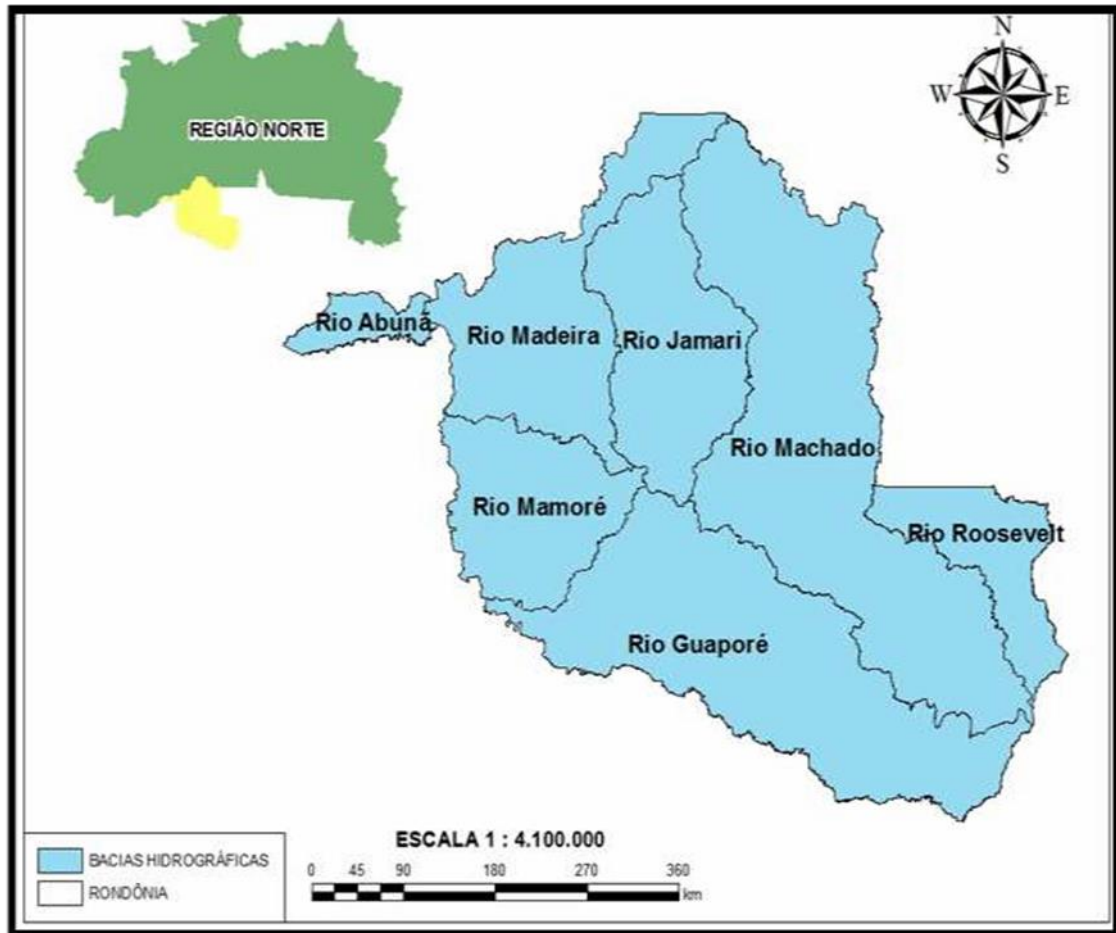 REGIÃO NORTE
N
W E
S
Rio Abunã
Rio Madeira
Rio Jamari
Rio Machado
Rio Mamoré
Rio Roosevelt
Rio Guaporé
ESCALA 1 : 4.100.000
0 45 90 180 270 360
km
BACIAS HIDROGRÁFICAS
RONDÔNIA